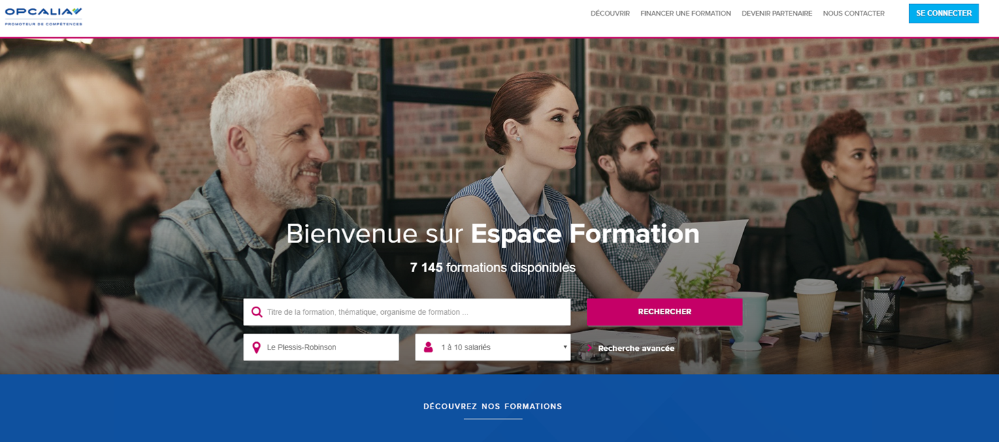 OPCALIA
PROMOTEUR DE COMPÉTENCES
DÉCOUVRIR
FINANCER UNE FORMATION
DEVENIR PARTENAIRE
NOUS CONTACTER
SE CONNECTER
Bienvenue sur Espace Formation
7 145 formations disponibles
Titre de la formation, thématique, organisme de formation ...
RECHERCHER
Le Plessis-Robinson
1 à 10 salariés
Recherche avancée
DÉCOUVREZ NOS FORMATIONS